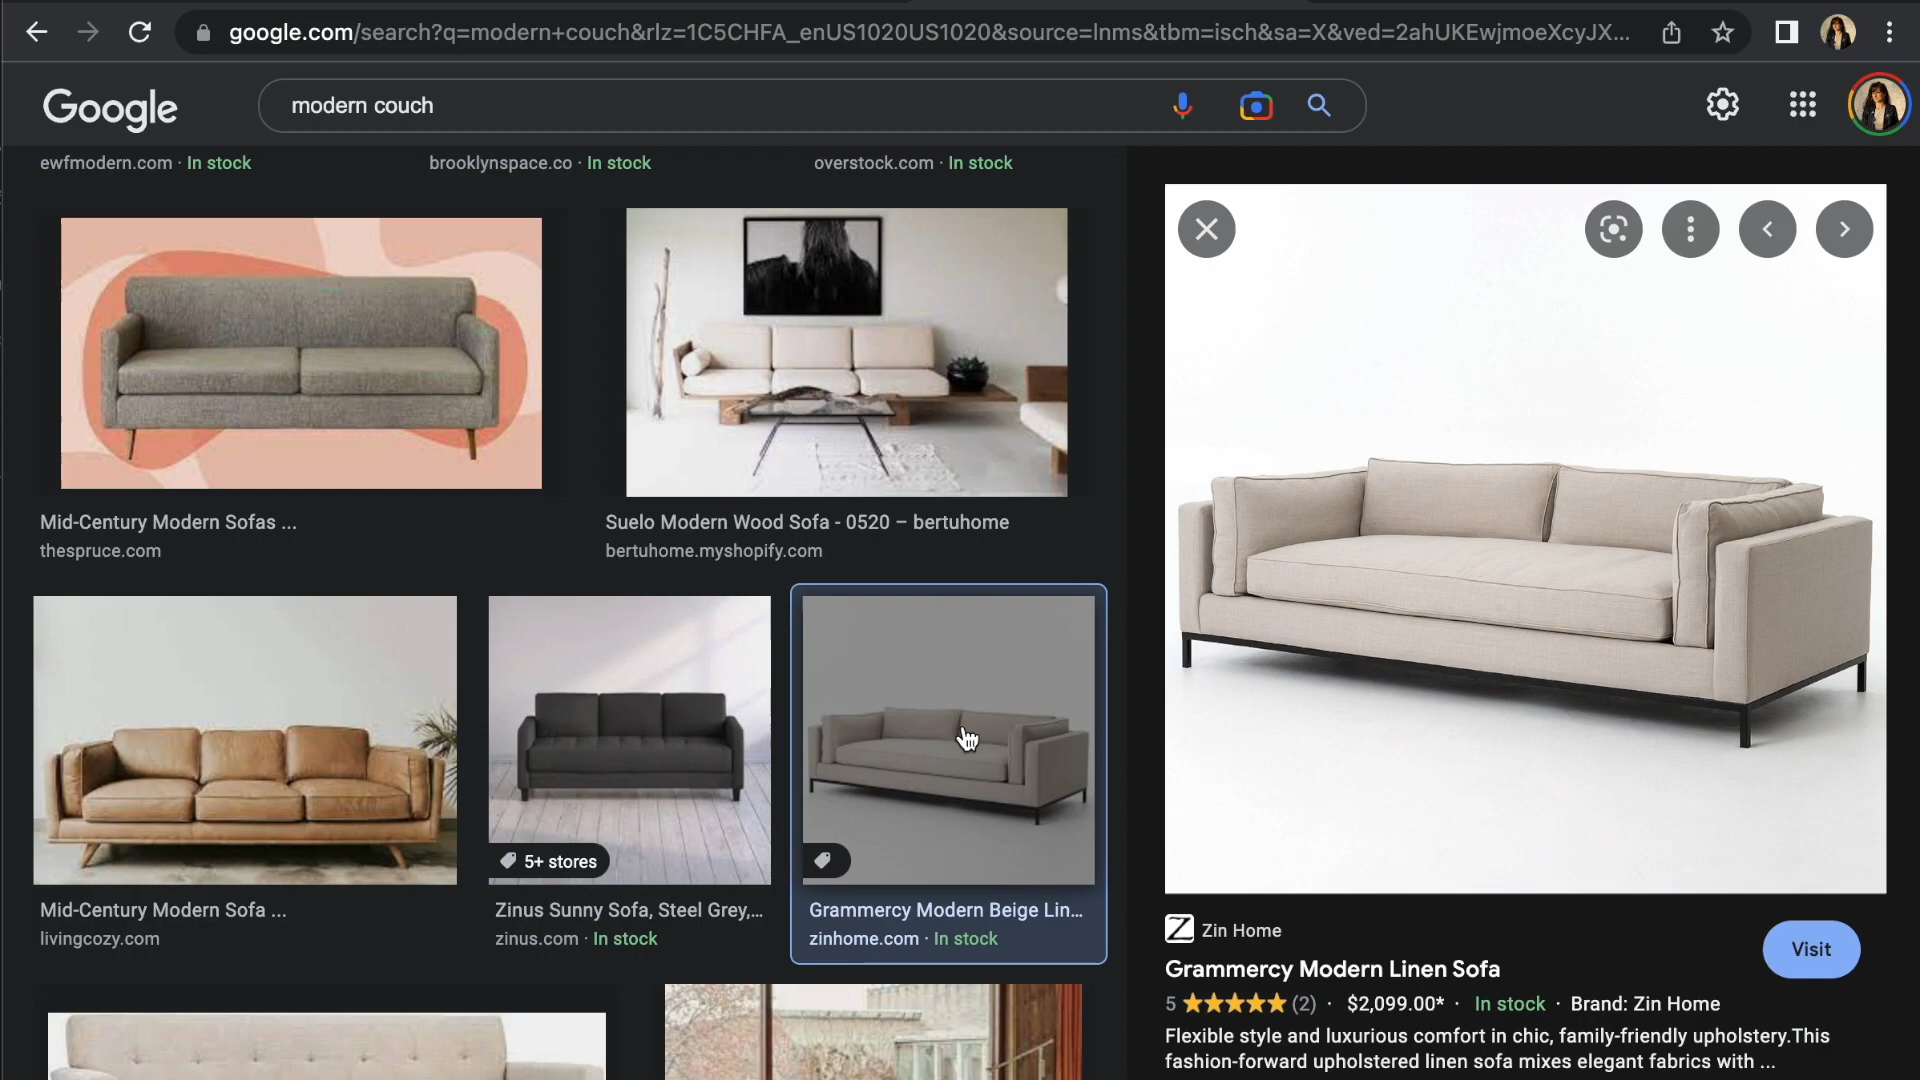 google.com/search?q=modern+couch&rlz=1C5CHFA_enUS1020US1020&source=lnms&tbm=isch&sa=X&ved=2ahUKEwjmoeXcyJX...
Google
modern couch
ewfmodern.com · In stock
brooklynspace.co · In stock
overstock.com · In stock
Mid-Century Modern Sofas ...
thespruce.com
Suelo Modern Wood Sofa - 0520 – bertuhome
bertuhome.myshopify.com
5+ stores
Mid-Century Modern Sofa ...
livingcozy.com
Zinus Sunny Sofa, Steel Grey,...
zinus.com · In stock
Grammercy Modern Beige Lin...
zinhome.com · In stock
Z Zin Home
Visit
Grammercy Modern Linen Sofa
5 ★★★★★ (2) · $2,099.00* · In stock · Brand: Zin Home
Flexible style and luxurious comfort in chic, family-friendly upholstery.This
fashion-forward upholstered linen sofa mixes elegant fabrics with ...